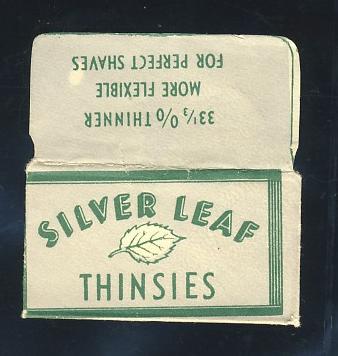 33⅓% THINNER
MORE FLEXIBLE
FOR PERFECT SHAVES
SILVER LEAF
THINSIES